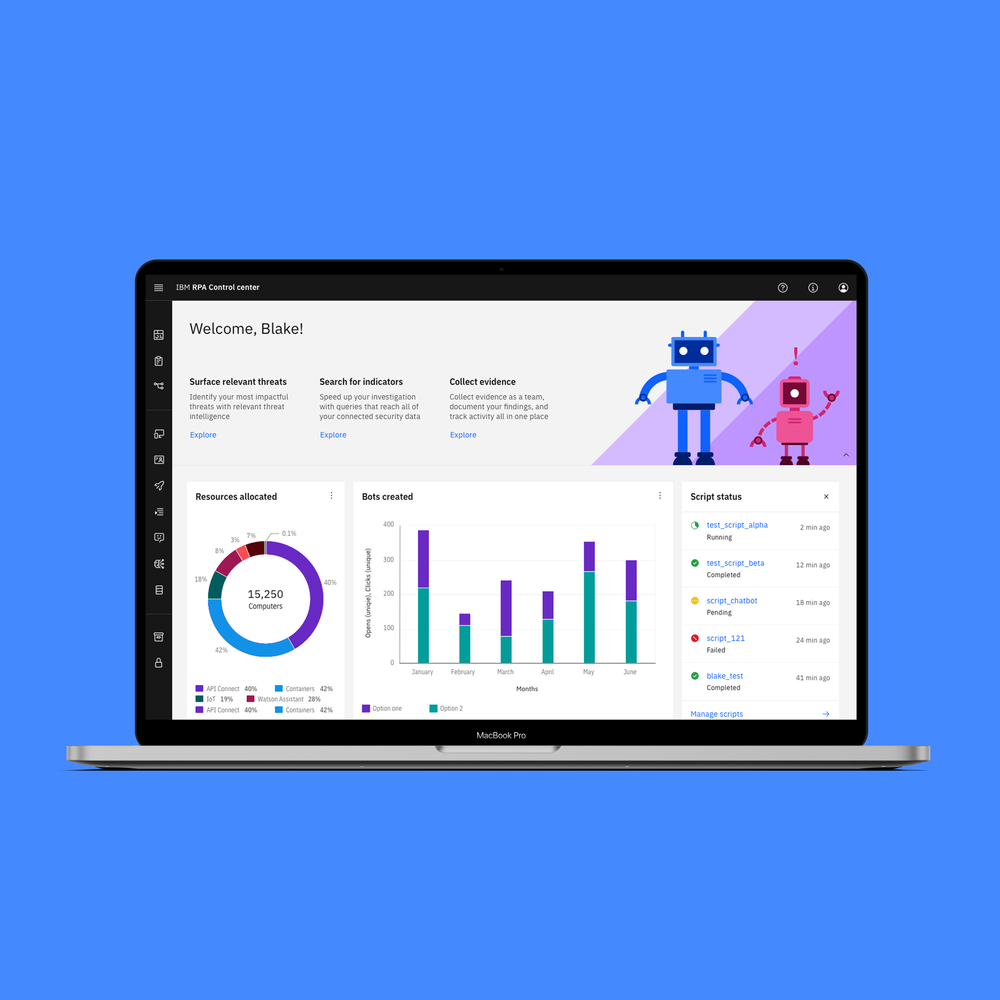 IBM RPA Control center
Welcome, Blake!
Surface relevant threats
Identify your most impactful
threats with relevant threat
intelligence
Explore
Search for indicators
Speed up your investigation
with queries that reach all of
your connected security data
Explore
Collect evidence
Collect evidence as a team,
document your findings, and
track activity all in one place
Explore
!
Resources allocated
0.1%
7%
3%
8%
18%
40%
42%
15,250
Computers
API Connect 40% Containers 42%
IoT 19% Watson Assistant 28%
API Connect 40% Containers 42%
Bots created
Opens (unuqe), Clicks (unuque)
400
300
200
100
0
January February March April May June
Months
Option one Option 2
Script status
test_script_alpha 2 min ago
Running
test_script_beta 12 min ago
Completed
script_chatbot 18 min ago
Pending
script_121 24 min ago
Failed
blake_test 41 min ago
Completed
Manage scripts
MacBook Pro